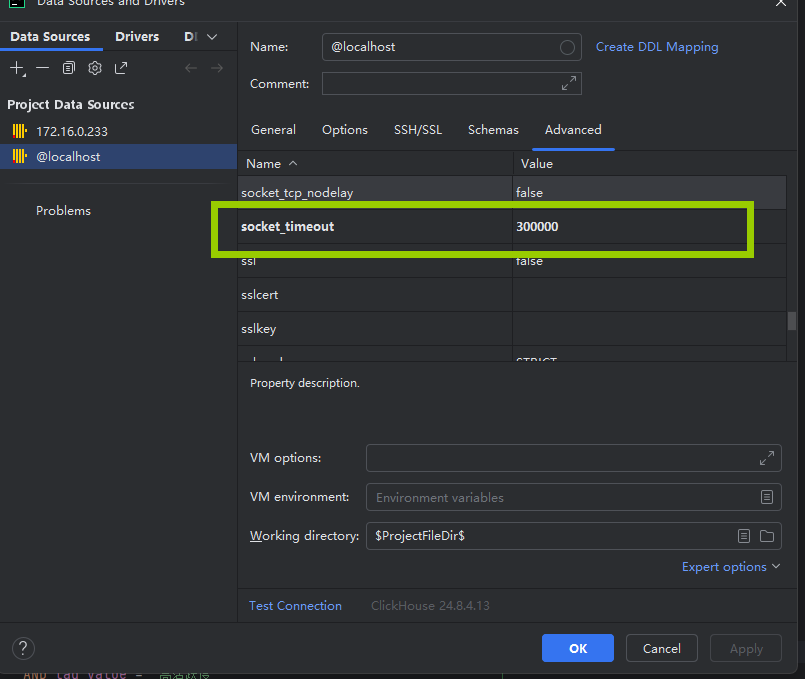 Data Sources and Drivers
Data Sources Drivers
Name: @localhost Create DDL Mapping
Comment:
Project Data Sources
172.16.0.233
@localhost
Problems
General Options SSH/SSL Schemas Advanced
Name Value
socket_tcp_nodelay false
socket_timeout 300000
ssl false
sslcert
sslkey
STRICT
Property description.
VM options:
VM environment: Environment variables
Working directory: $ProjectFileDir$
Expert options
Test Connection ClickHouse 24.8.4.13
? OK Cancel Apply
AND tag_value = '